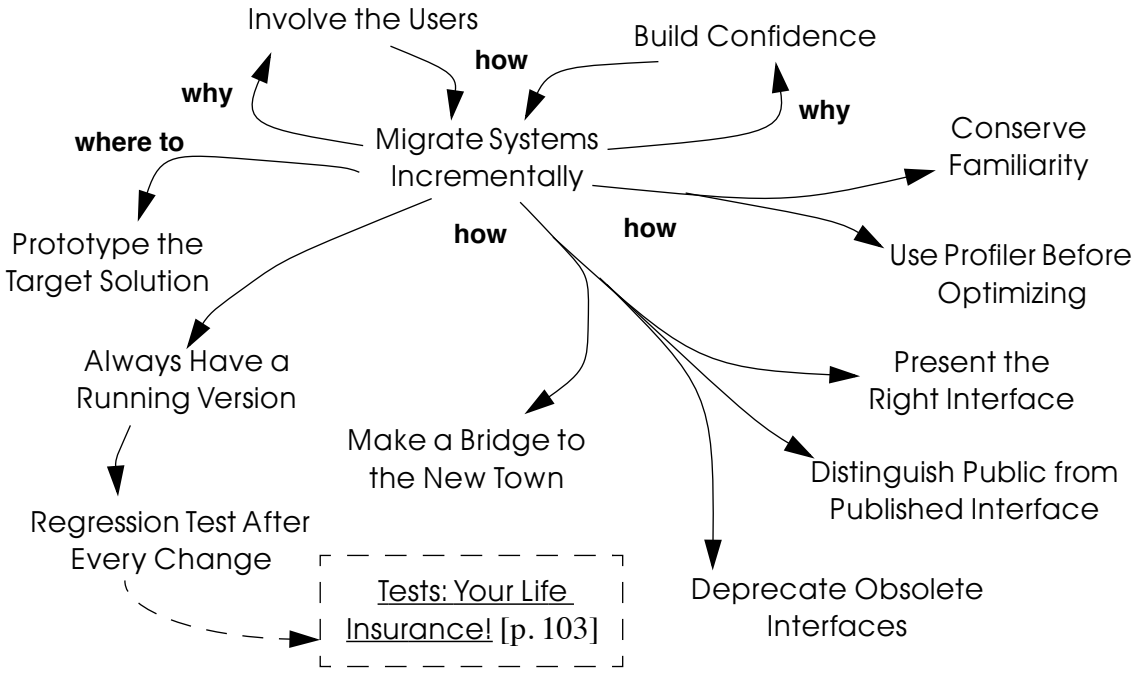 Involve the Users
Build Confidence
how
why
why
where to
Migrate Systems
Incrementally
Conserve
Familiarity
how
how
Prototype the
Target Solution
Use Profiler Before
Optimizing
Always Have a
Running Version
Present the
Right Interface
Make a Bridge to
the New Town
Distinguish Public from
Published Interface
Regression Test After
Every Change
Tests: Your Life
Insurance! [p. 103]
Deprecate Obsolete
Interfaces